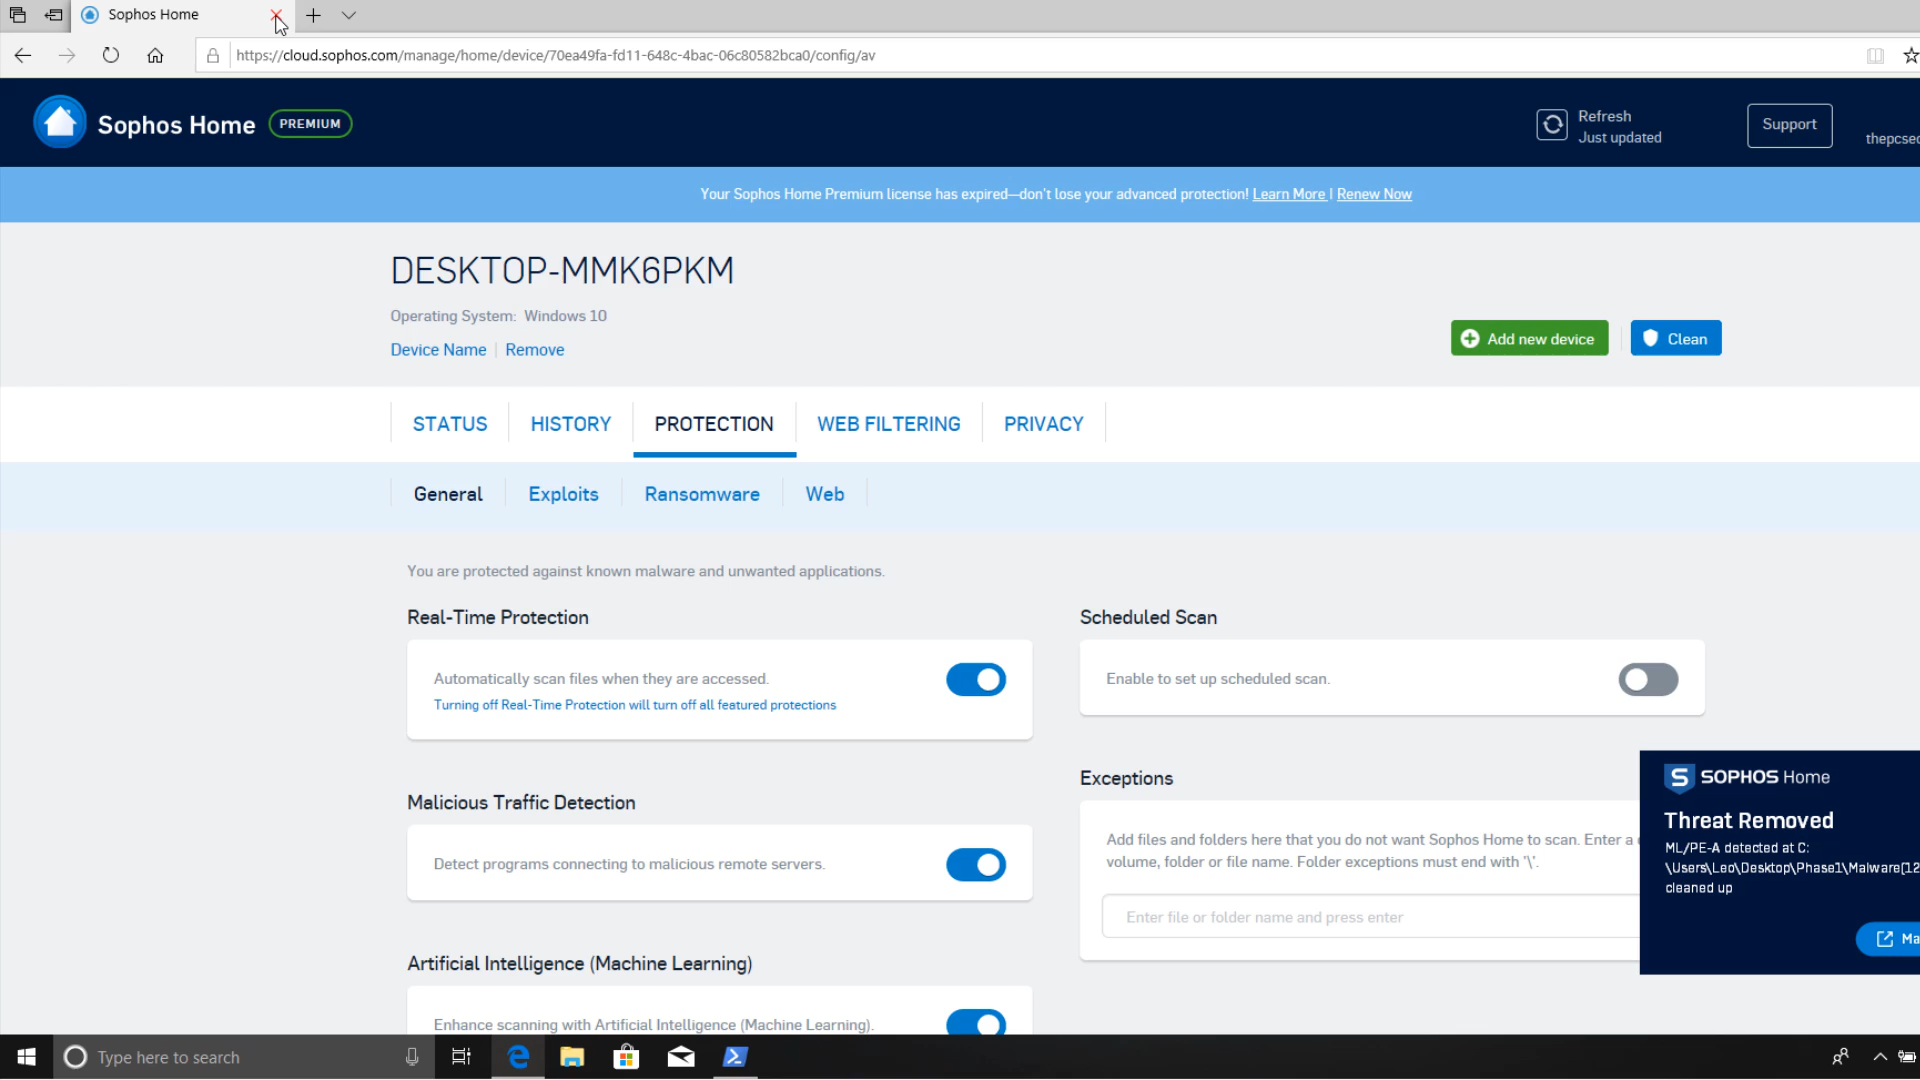 Sophos Home
https://cloud.sophos.com/manage/home/device/70ea49fa-fd11-648c-4bac-06c80582bca0/config/av
Sophos Home PREMIUM
Refresh
Just updated
Support
thepcsec
Your Sophos Home Premium license has expired—don't lose your advanced protection! Learn More | Renew Now
DESKTOP-MMK6PKM
Operating System: Windows 10
Device Name | Remove
Add new device
Clean
STATUS HISTORY PROTECTION WEB FILTERING PRIVACY
General Exploits Ransomware Web
You are protected against known malware and unwanted applications.
Real-Time Protection
Automatically scan files when they are accessed.
Turning off Real-Time Protection will turn off all featured protections
Scheduled Scan
Enable to set up scheduled scan.
Malicious Traffic Detection
Detect programs connecting to malicious remote servers.
Exceptions
Add files and folders here that you do not want Sophos Home to scan. Enter a
volume, folder or file name. Folder exceptions must end with '\'.
Enter file or folder name and press enter
Artificial Intelligence (Machine Learning)
Enhance scanning with Artificial Intelligence (Machine Learning).
S SOPHOS Home
Threat Removed
ML/PE-A detected at C:
\Users\Leo\Desktop\Phase1\Malware[12
cleaned up
Ma
Type here to search